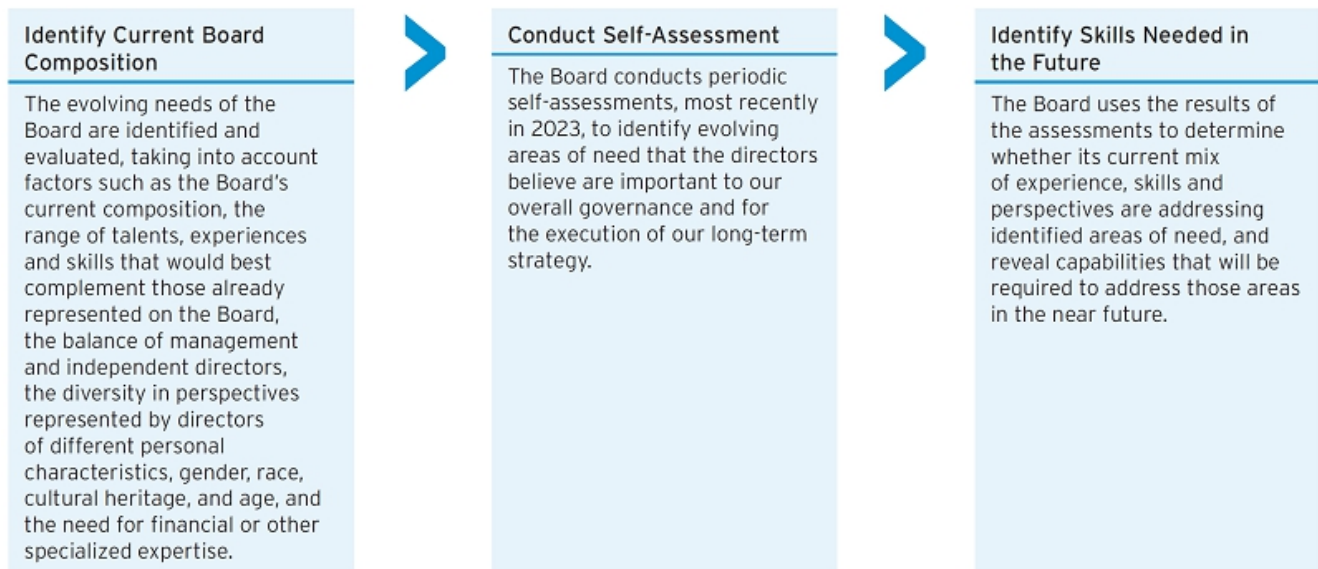 Identify Current Board
Composition
The evolving needs of the
Board are identified and
evaluated, taking into account
factors such as the Board's
current composition, the
range of talents, experiences
and skills that would best
complement those already
represented on the Board,
the balance of management
and independent directors,
the diversity in perspectives
represented by directors
of different personal
characteristics, gender, race,
cultural heritage, and age, and
the need for financial or other
specialized expertise.
Conduct Self-Assessment
The Board conducts periodic
self-assessments, most recently
in 2023, to identify evolving
areas of need that the directors
believe are important to our
overall governance and for
the execution of our long-term
strategy.
Identify Skills Needed in
the Future
The Board uses the results of
the assessments to determine
whether its current mix
of experience, skills and
perspectives are addressing
identified areas of need, and
reveal capabilities that will be
required to address those areas
in the near future.